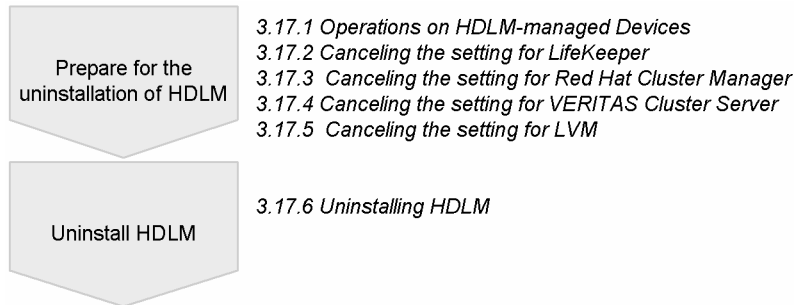 Prepare for the
uninstallation of HDLM
3.17.1 Operations on HDLM-managed Devices
3.17.2 Canceling the setting for LifeKeeper
3.17.3 Canceling the setting for Red Hat Cluster Manager
3.17.4 Canceling the setting for VERITAS Cluster Server
3.17.5 Canceling the setting for LVM
Uninstall HDLM
3.17.6 Uninstalling HDLM